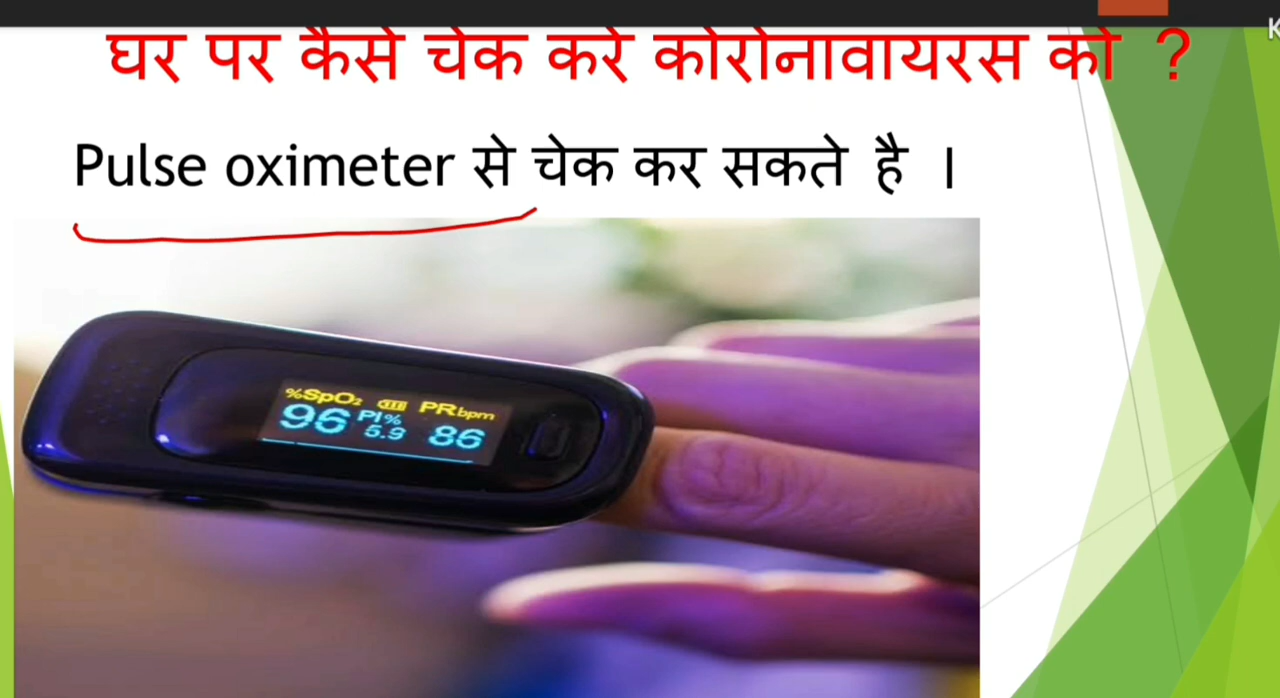 K
घर पर कैसे चेक करे कोरोनावायरस को ?
Pulse oximeter से चेक कर सकते है ।
%SpO₂ PRbpm
96 PI% 5.9 86